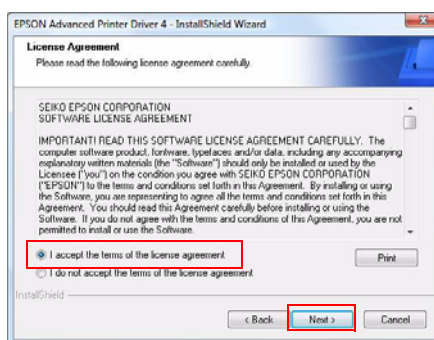 EPSON Advanced Printer Driver 4 - InstallShield Wizard
License Agreement
Please read the following license agreement carefully.
SEIKO EPSON CORPORATION
SOFTWARE LICENSE AGREEMENT
IMPORTANT! READ THIS SOFTWARE LICENSE AGREEMENT CAREFULLY. The
computer software product, fontware, typefaces and/or data, including any accompanying
explanatory written materials (the "Software") should only be installed or used by the
Licensee ("you") on the condition you agree with SEIKO EPSON CORPORATION
("EPSON") to the terms and conditions set forth in this Agreement. By installing or using
the Software, you are representing to agree all the terms and conditions set forth in this
Agreement. You should read this Agreement carefully before installing or using the
Software. If you do not agree with the terms and conditions of this Agreement, you are not
permitted to install or use the Software.
I accept the terms of the license agreement
Print
I do not accept the terms of the license agreement
InstallShield
< Back
Next >
Cancel